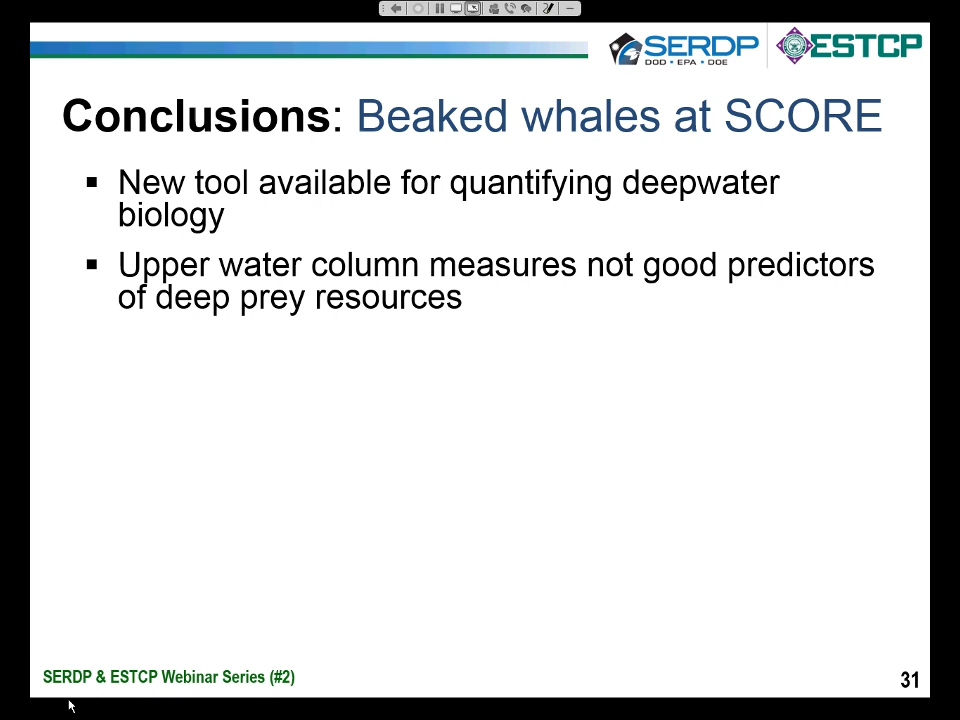 SERDP
DOD • EPA • DOE
ESTCP
Conclusions: Beaked whales at SCORE
▪ New tool available for quantifying deepwater
biology
▪ Upper water column measures not good predictors
of deep prey resources
SERDP & ESTCP Webinar Series (#2)
31